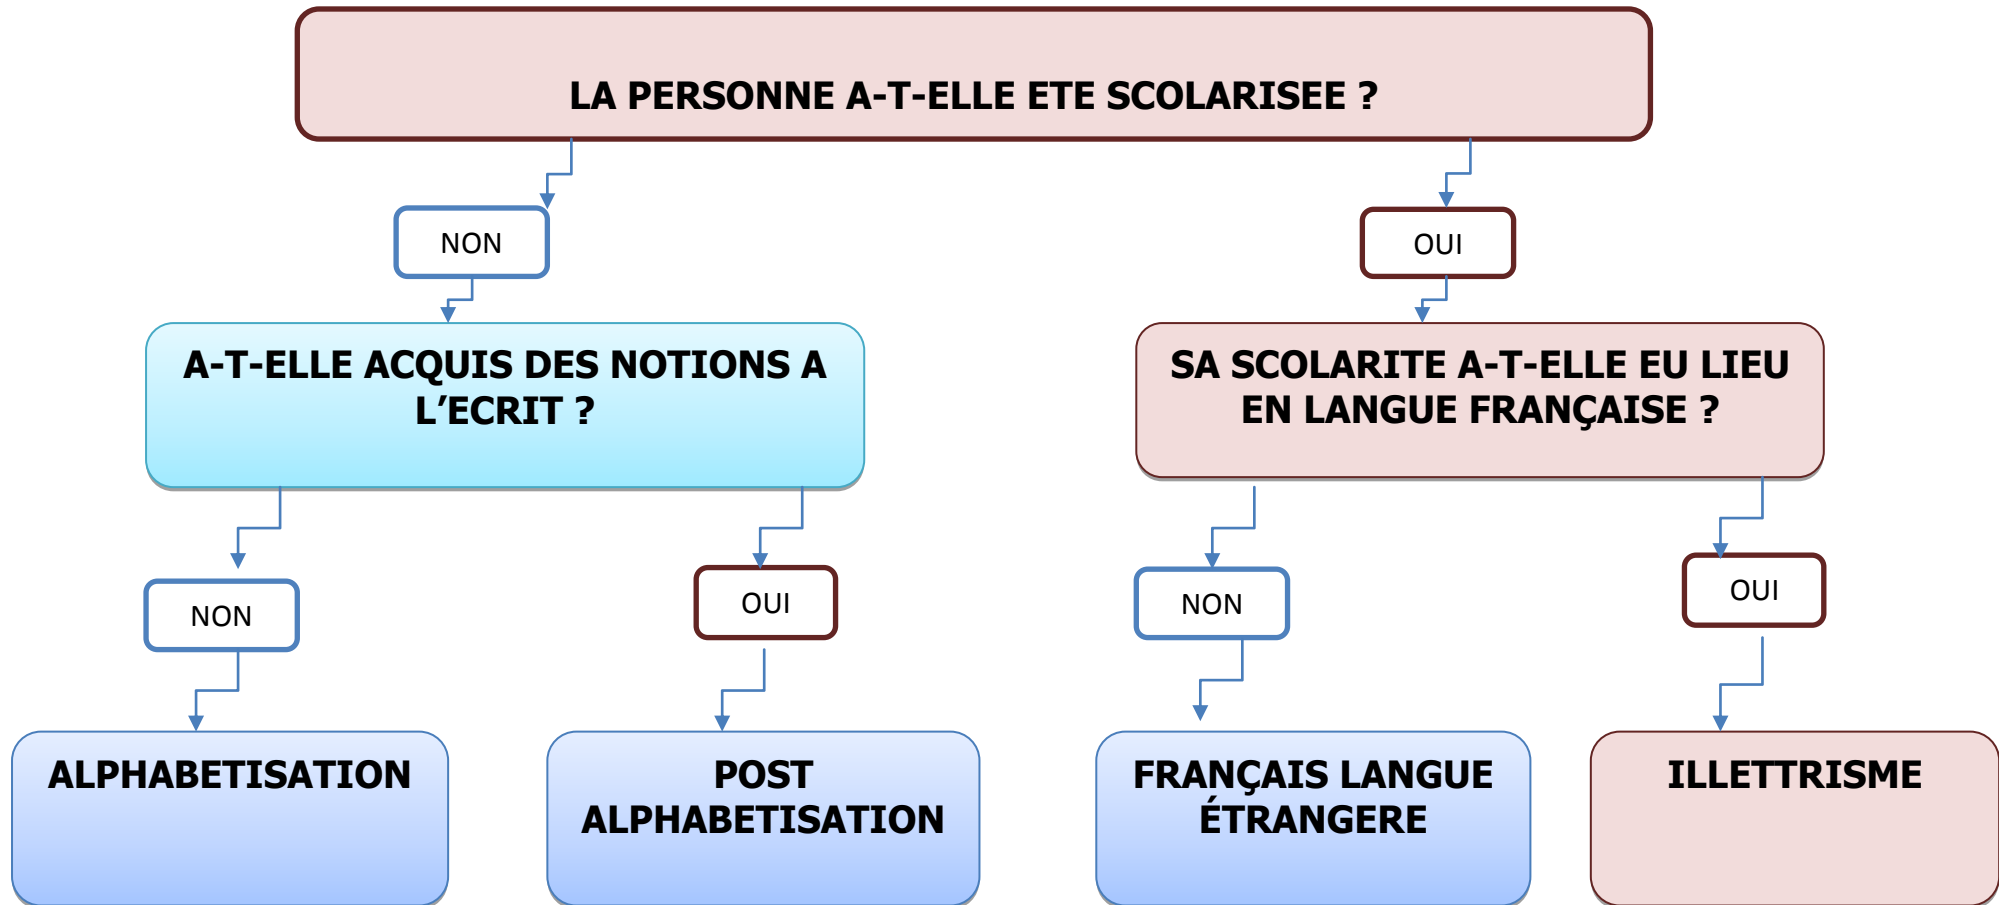 LA PERSONNE A-T-ELLE ETE SCOLARISEE ?
NON
OUI
A-T-ELLE ACQUIS DES NOTIONS A
L’ECRIT ?
SA SCOLARITE A-T-ELLE EU LIEU
EN LANGUE FRANÇAISE ?
NON
OUI
NON
OUI
ALPHABETISATION
POST
ALPHABETISATION
FRANÇAIS LANGUE
ÉTRANGERE
ILLETTRISME